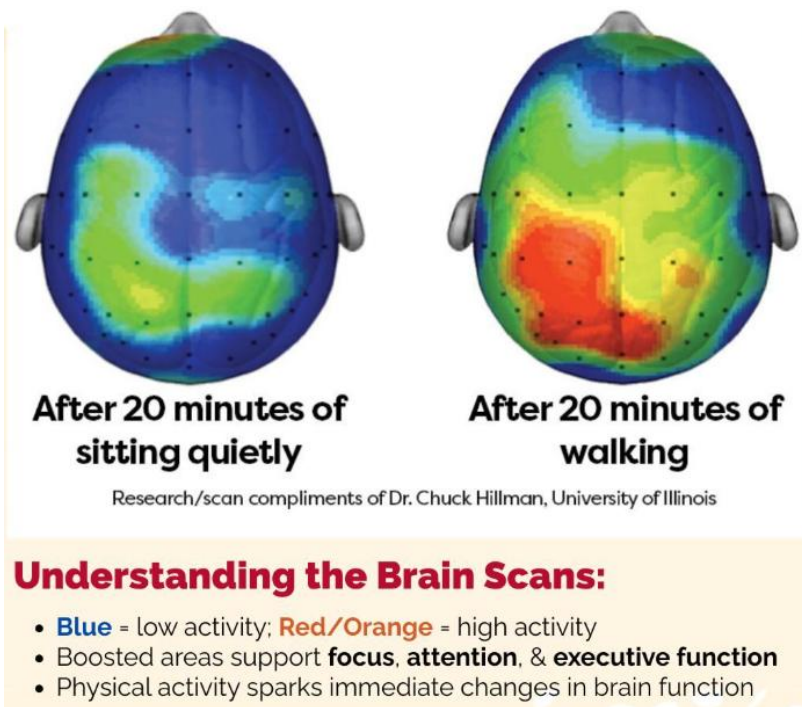 After 20 minutes of
sitting quietly
After 20 minutes of
walking
Research/scan compliments of Dr. Chuck Hillman, University of Illinois
Understanding the Brain Scans:
• Blue = low activity; Red/Orange = high activity
• Boosted areas support focus, attention, & executive function
• Physical activity sparks immediate changes in brain function